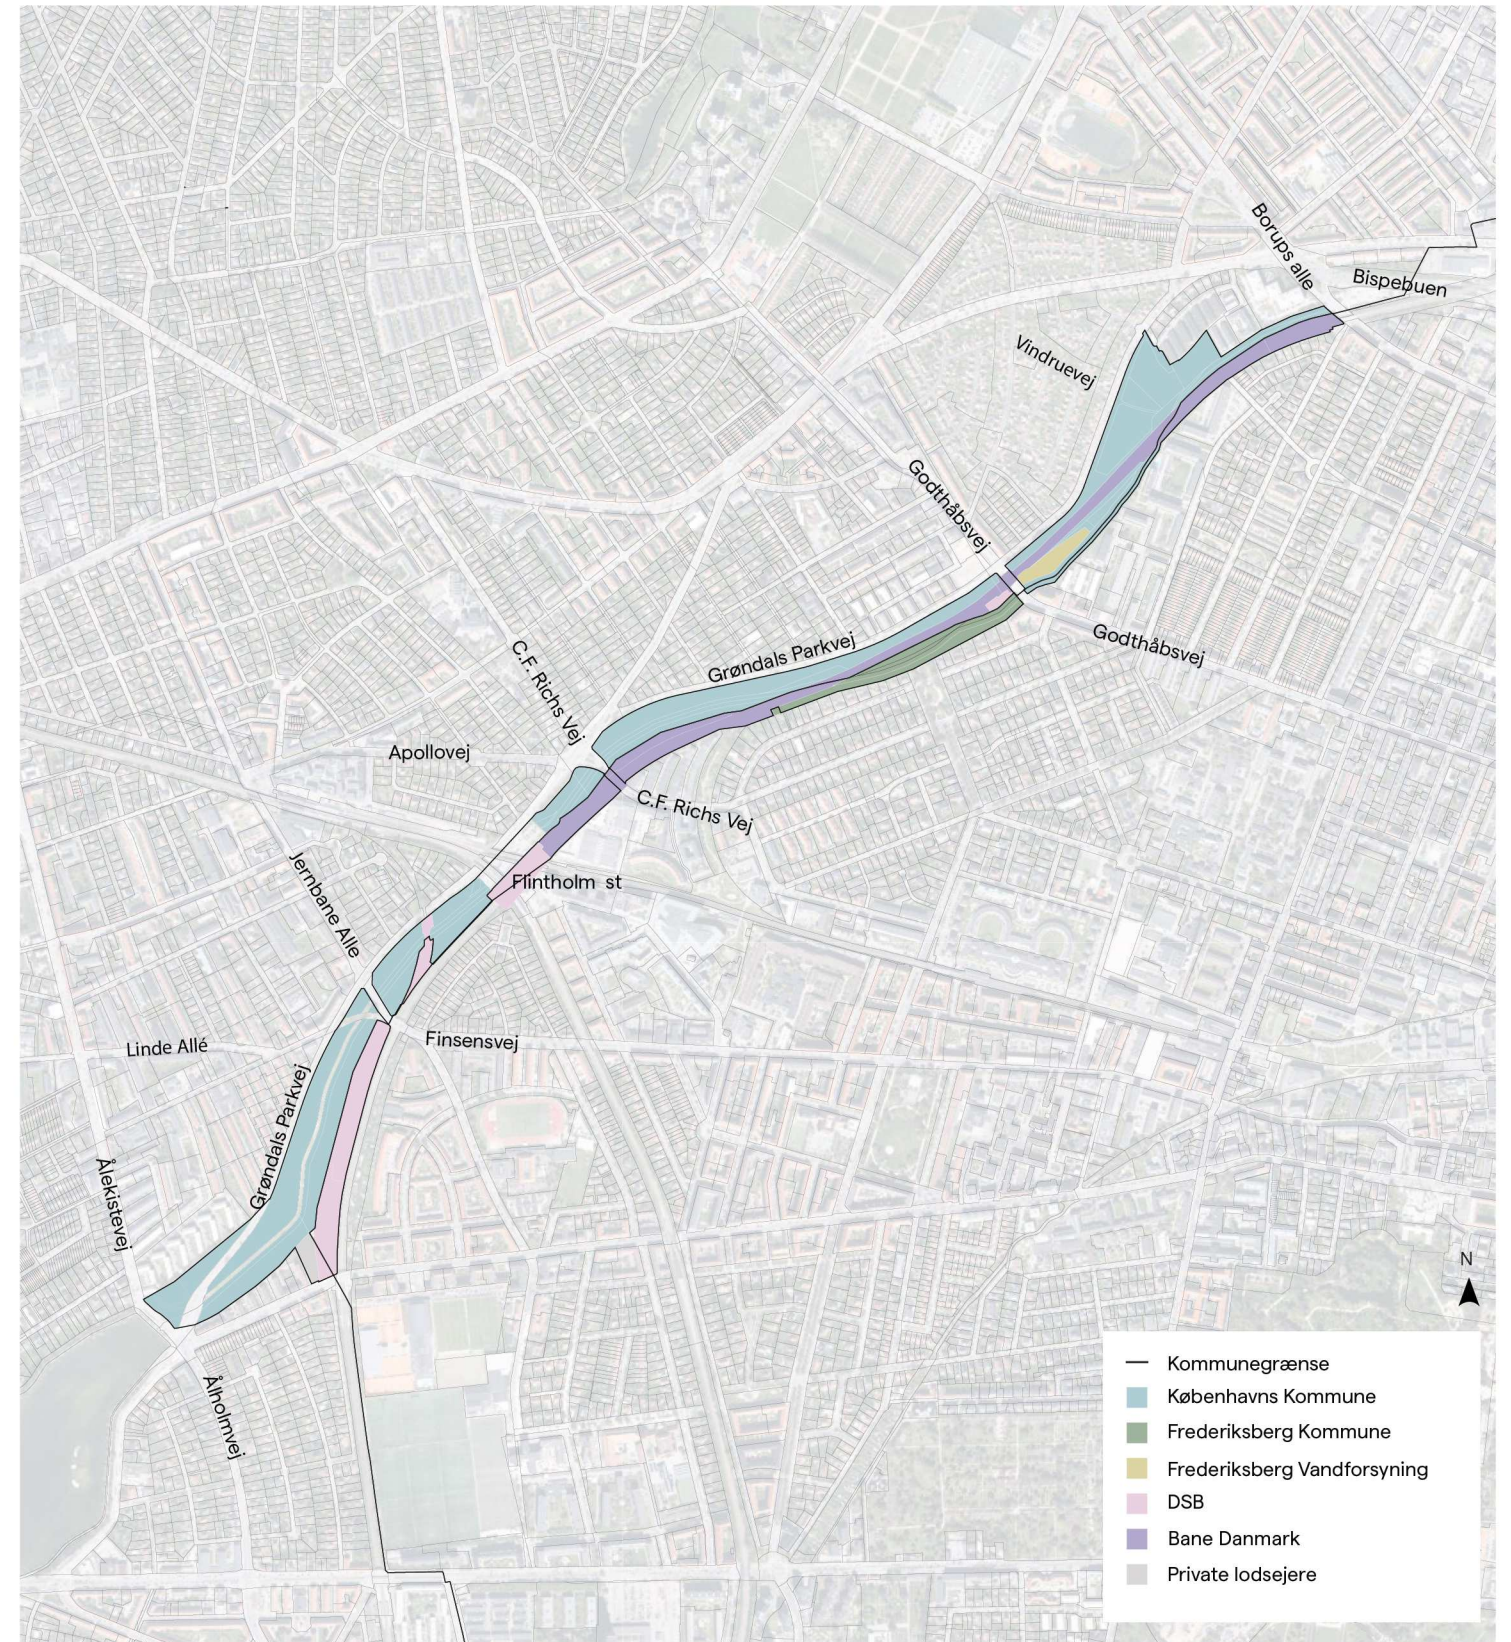 Borups alle
Bispebuen
Vindruevej
Godthåbsvej
Godthåbsvej
Grøndals Parkvej
C.F. Richs Vej
Apollovej
C.F. Richs Vej
Jernbane Alle
Flintholm st
Linde Allé
Finsensvej
Grøndals Parkvej
Ålekistevej
Ålholmvej
N
Kommunegrænse
Københavns Kommune
Frederiksberg Kommune
Frederiksberg Vandforsyning
DSB
Bane Danmark
Private lodsejere